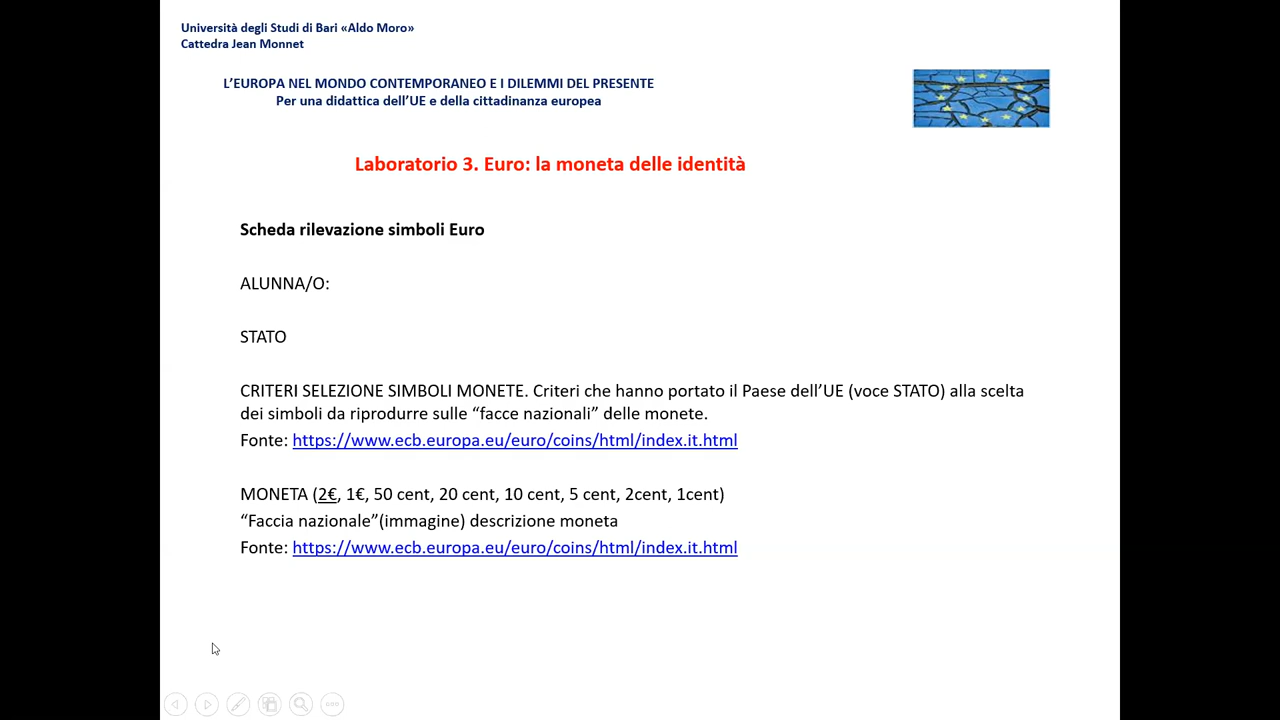 Università degli Studi di Bari «Aldo Moro»
Cattedra Jean Monnet
L’EUROPA NEL MONDO CONTEMPORANEO E I DILEMMI DEL PRESENTE
Per una didattica dell’UE e della cittadinanza europea
Laboratorio 3. Euro: la moneta delle identità
Scheda rilevazione simboli Euro
ALUNNA/O:
STATO
CRITERI SELEZIONE SIMBOLI MONETE. Criteri che hanno portato il Paese dell’UE (voce STATO) alla scelta
dei simboli da riprodurre sulle “facce nazionali” delle monete.
Fonte: https://www.ecb.europa.eu/euro/coins/html/index.it.html
MONETA (2€, 1€, 50 cent, 20 cent, 10 cent, 5 cent, 2cent, 1cent)
“Faccia nazionale”(immagine) descrizione moneta
Fonte: https://www.ecb.europa.eu/euro/coins/html/index.it.html